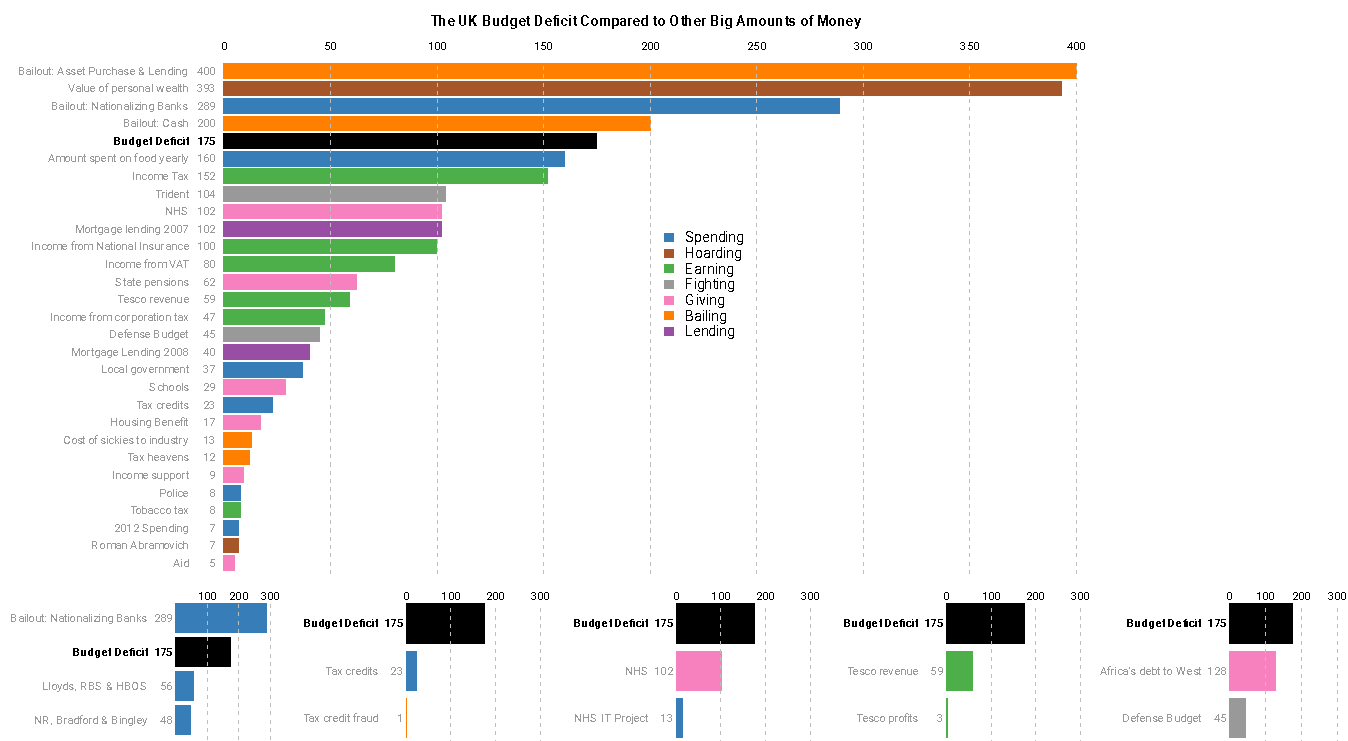 The UK Budget Deficit Compared to Other Big Amounts of Money
0 50 100 150 200 250 300 350 400
Bailout: Asset Purchase & Lending 400
Value of personal wealth 393
Bailout: Nationalizing Banks 289
Bailout: Cash 200
Budget Deficit 175
Amount spent on food yearly 160
Income Tax 152
Trident 104
NHS 102
Mortgage lending 2007 102
Income from National Insurance 100
Income from VAT 80
State pensions 62
Tesco revenue 59
Income from corporation tax 47
Defense Budget 45
Mortgage Lending 2008 40
Local government 37
Schools 29
Tax credits 23
Housing Benefit 17
Cost of sickies to industry 13
Tax heavens 12
Income support 9
Police 8
Tobacco tax 8
2012 Spending 7
Roman Abramovich 7
Aid 5
Spending
Hoarding
Earning
Fighting
Giving
Bailing
Lending
100 200 300
Bailout: Nationalizing Banks 289
Budget Deficit 175
Lloyds, RBS & HBOS 56
NR, Bradford & Bingley 48
0 100 200 300
Budget Deficit 175
Tax credits 23
Tax credit fraud 1
0 100 200 300
Budget Deficit 175
NHS 102
NHS IT Project 13
0 100 200 300
Budget Deficit 175
Tesco revenue 59
Tesco profits 3
0 100 200 300
Budget Deficit 175
Africa's debt to West 128
Defense Budget 45